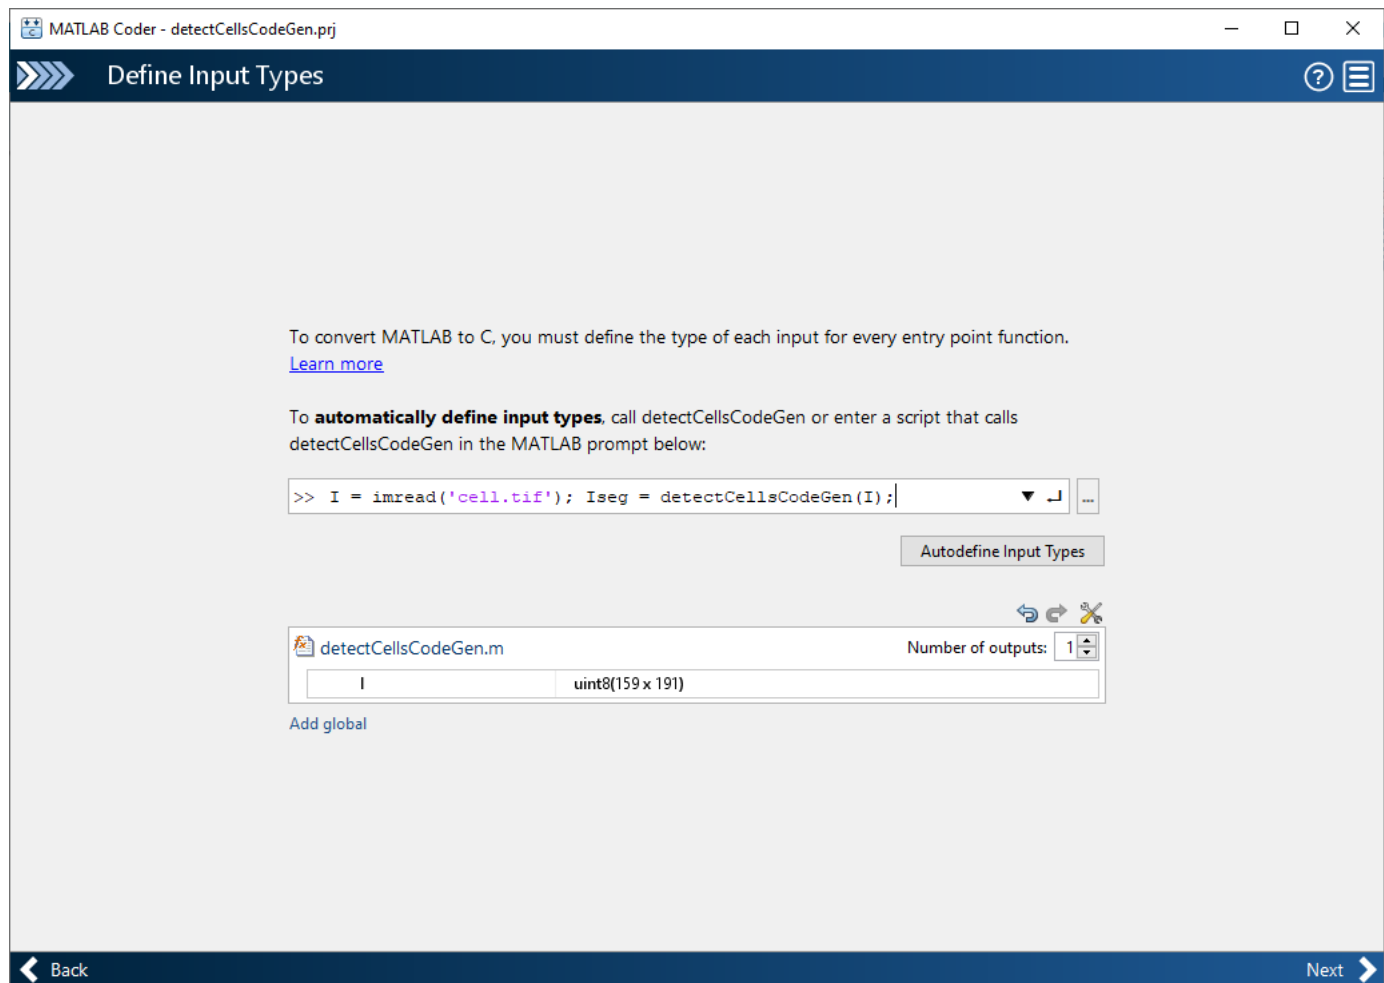 MATLAB Coder - detectCellsCodeGen.prj
Define Input Types
To convert MATLAB to C, you must define the type of each input for every entry point function.
Learn more
To automatically define input types, call detectCellsCodeGen or enter a script that calls
detectCellsCodeGen in the MATLAB prompt below:
>> I = imread('cell.tif'); Iseg = detectCellsCodeGen(I);
...
Autodefine Input Types
detectCellsCodeGen.m Number of outputs: 1
I uint8(159 x 191)
Add global
Back Next